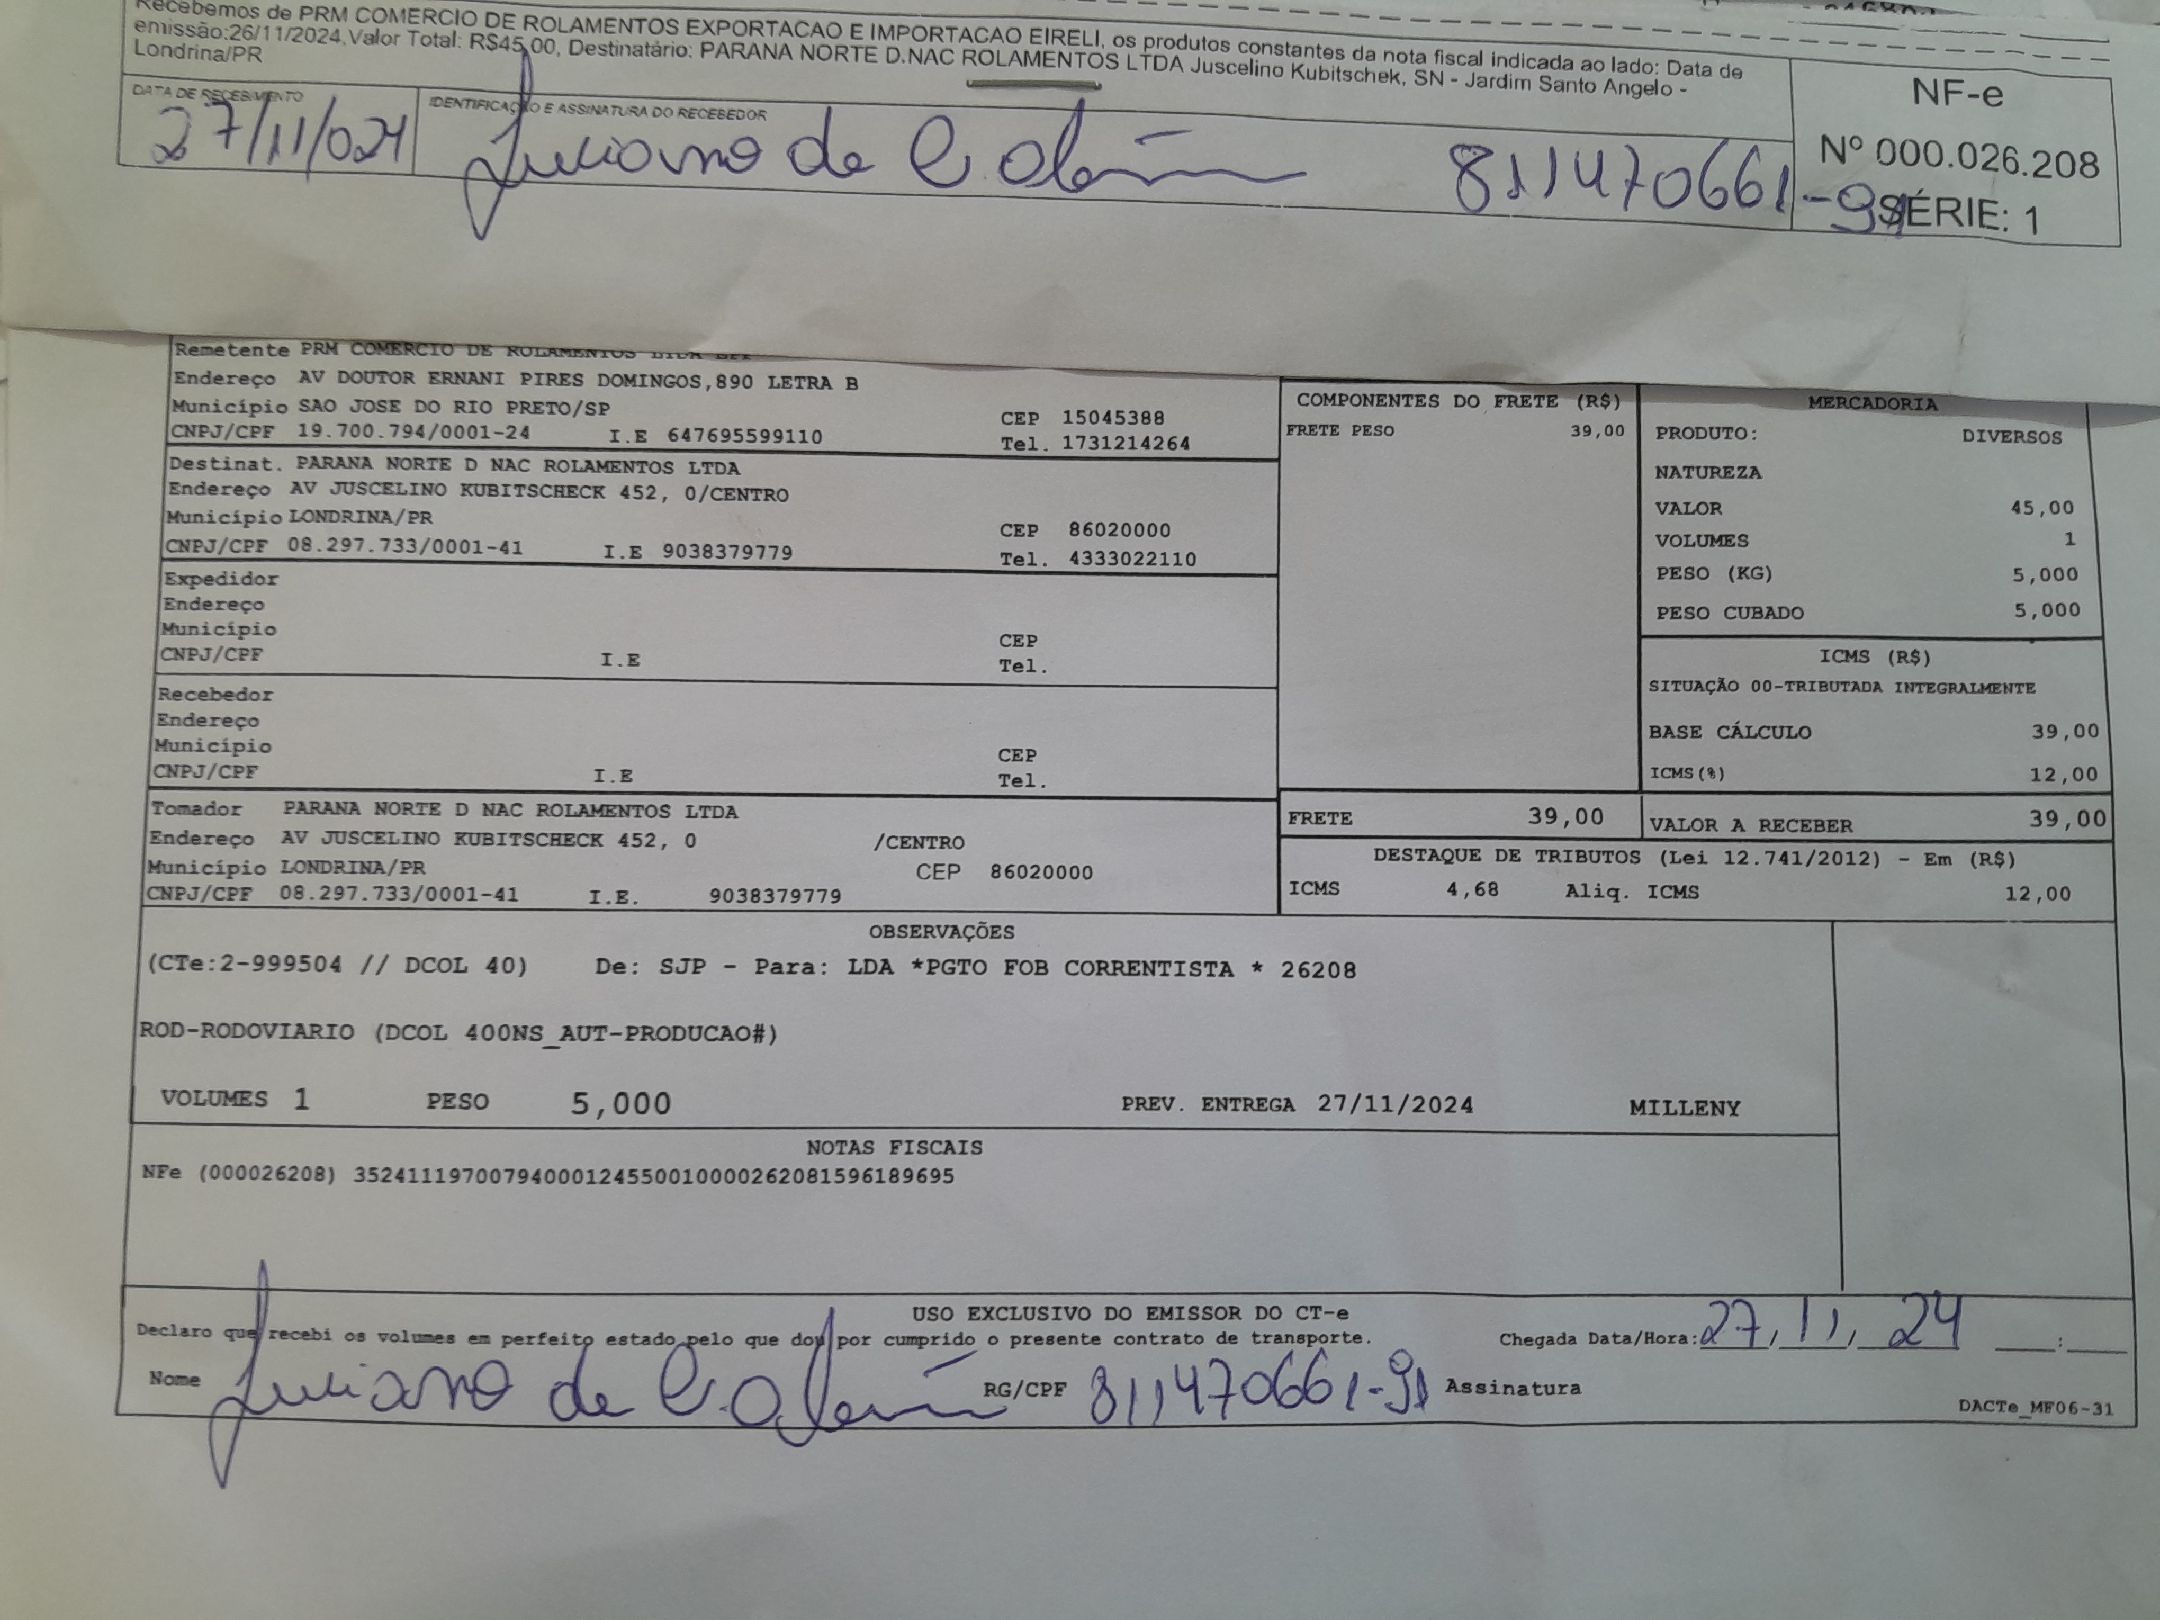 Recebemos de PRM COMERCIO DE ROLAMENTOS EXPORTACAO E IMPORTACAO EIRELI, os produtos constantes da nota fiscal indicada ao lado: Data de
emissão:26/11/2024,Valor Total: R$45,00, Destinatário: PARANA NORTE D.NAC ROLAMENTOS LTDA Juscelino Kubitschek, SN - Jardim Santo Angelo -
Londrina/PR
NF-e
Nº 000.026.208
SÉRIE: 1
DATA DE RECEBIMENTO
27/11/024
IDENTIFICAÇÃO E ASSINATURA DO RECEBEDOR
Luciano de C. 811470661-91
Remetente PRM COMERCIO DE ROLAMENTOS LTDA EPP
Endereço AV DOUTOR ERNANI PIRES DOMINGOS,890 LETRA B
Município SAO JOSE DO RIO PRETO/SP CEP 15045388
CNPJ/CPF 19.700.794/0001-24 I.E 647695599110 Tel. 1731214264
Destinat. PARANA NORTE D NAC ROLAMENTOS LTDA
Endereço AV JUSCELINO KUBITSCHECK 452, 0/CENTRO
Município LONDRINA/PR CEP 86020000
CNPJ/CPF 08.297.733/0001-41 I.E 9038379779 Tel. 4333022110
Expedidor
Endereço
Município CEP
CNPJ/CPF I.E Tel.
Recebedor
Endereço
Município CEP
CNPJ/CPF I.E Tel.
Tomador PARANA NORTE D NAC ROLAMENTOS LTDA
Endereço AV JUSCELINO KUBITSCHECK 452, 0 /CENTRO
Município LONDRINA/PR CEP 86020000
CNPJ/CPF 08.297.733/0001-41 I.E. 9038379779
COMPONENTES DO FRETE (R$)
FRETE PESO 39,00
MERCADORIA
PRODUTO: DIVERSOS
NATUREZA
VALOR 45,00
VOLUMES 1
PESO (KG) 5,000
PESO CUBADO 5,000
ICMS (R$)
SITUAÇÃO 00-TRIBUTADA INTEGRALMENTE
BASE CÁLCULO 39,00
ICMS(%) 12,00
FRETE 39,00 VALOR A RECEBER 39,00
DESTAQUE DE TRIBUTOS (Lei 12.741/2012) - Em (R$)
ICMS 4,68 Aliq. ICMS 12,00
OBSERVAÇÕES
(CTe:2-999504 // DCOL 40) De: SJP - Para: LDA *PGTO FOB CORRENTISTA * 26208
ROD-RODOVIARIO (DCOL 400NS_AUT-PRODUCAO#)
VOLUMES 1 PESO 5,000 PREV. ENTREGA 27/11/2024 MILLENY
NOTAS FISCAIS
NFe (000026208) 35241119700794000124550010000262081596189695
USO EXCLUSIVO DO EMISSOR DO CT-e
Declaro que recebi os volumes em perfeito estado pelo que dou por cumprido o presente contrato de transporte. Chegada Data/Hora: 27, 11, 24 :
Nome Luciano de C. RG/CPF 811470661-91 Assinatura
DACTe_MF06-31